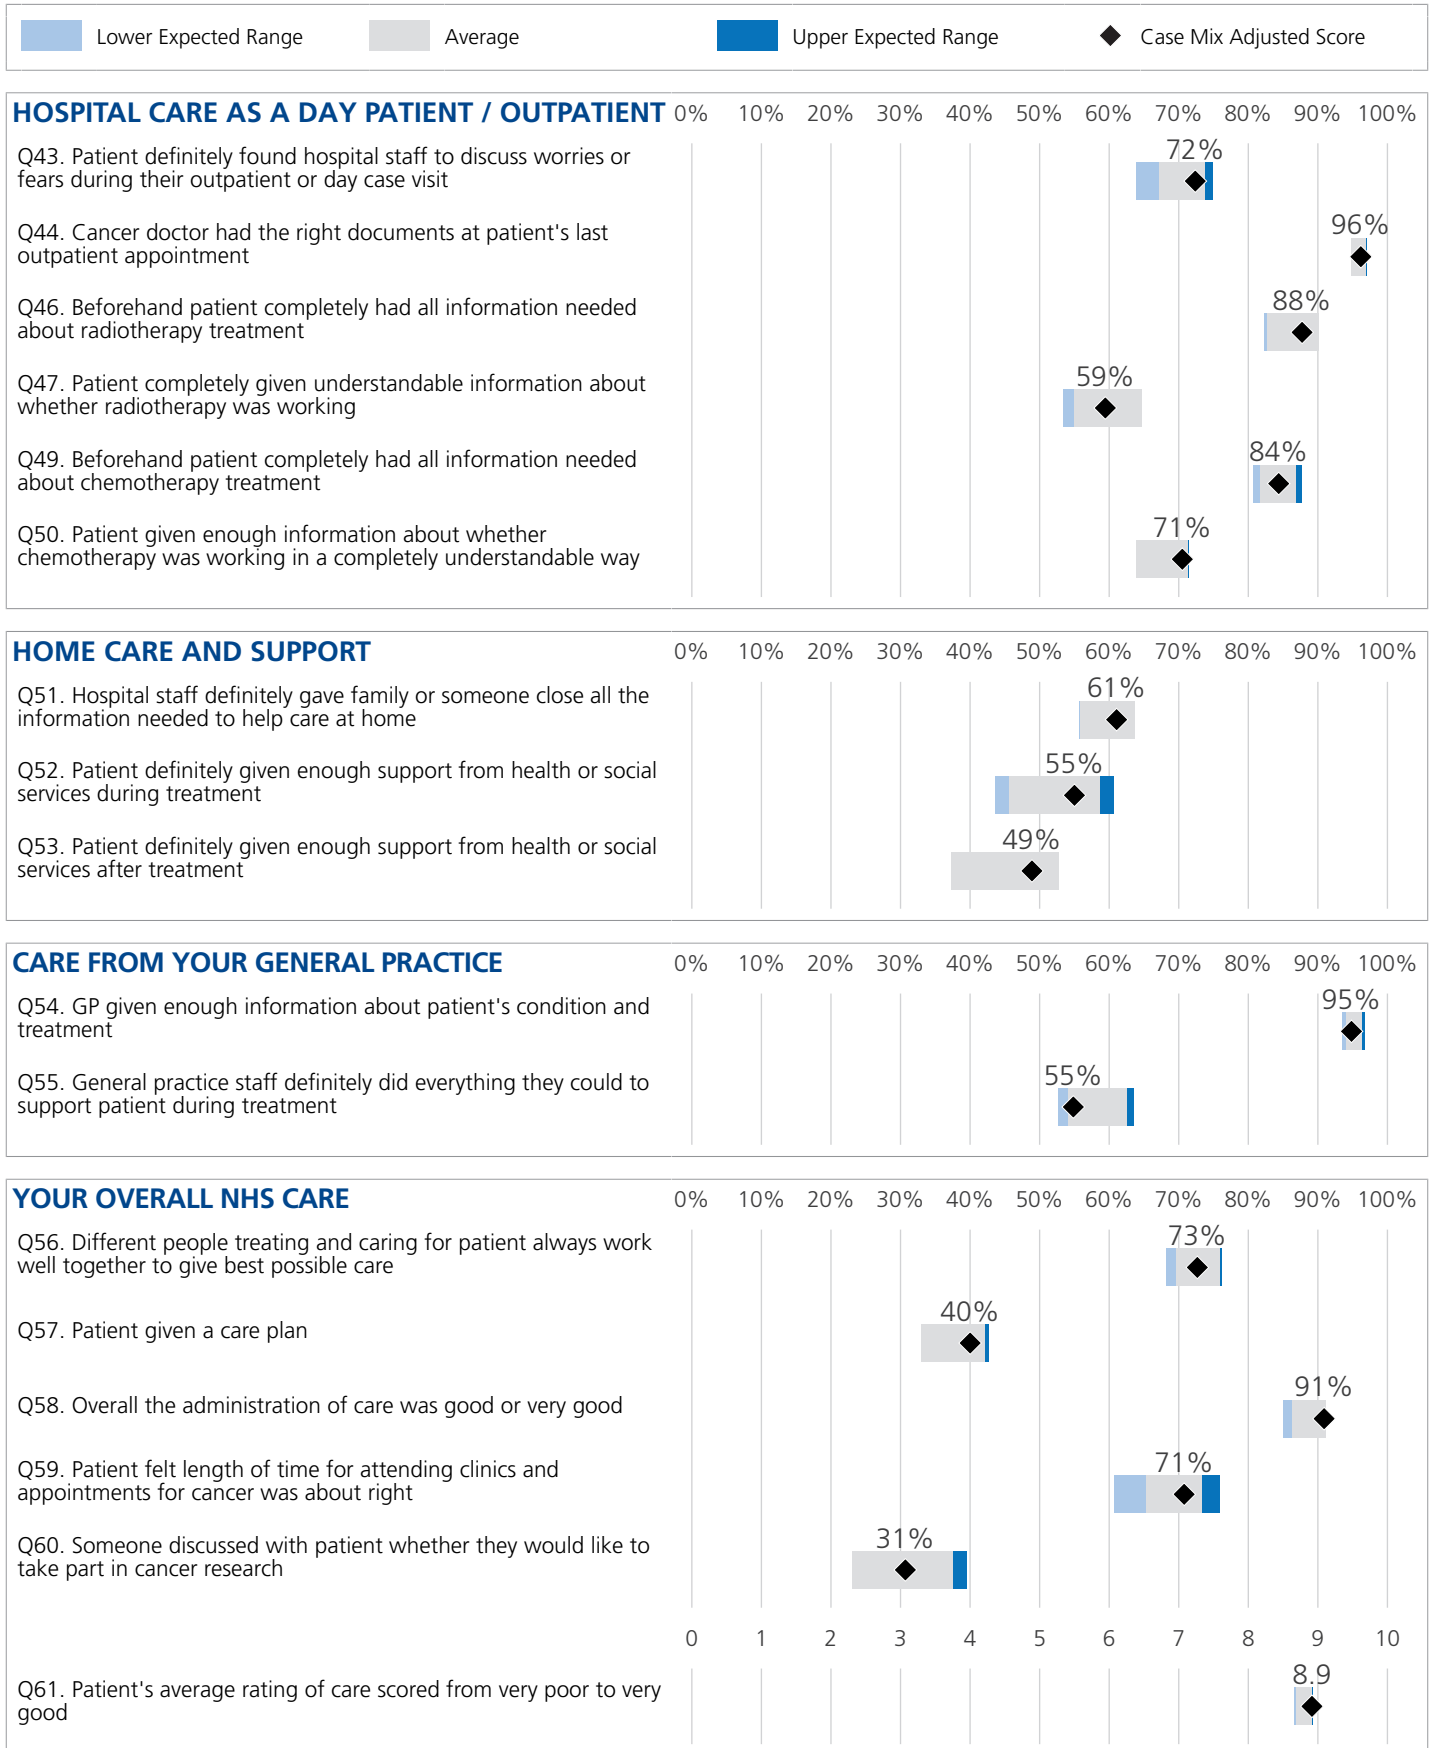 Lower Expected Range Average Upper Expected Range Case Mix Adjusted Score
HOSPITAL CARE AS A DAY PATIENT / OUTPATIENT 0% 10% 20% 30% 40% 50% 60% 70% 80% 90% 100%
Q43. Patient definitely found hospital staff to discuss worries or
fears during their outpatient or day case visit
72%
Q44. Cancer doctor had the right documents at patient's last
outpatient appointment
96%
Q46. Beforehand patient completely had all information needed
about radiotherapy treatment
88%
Q47. Patient completely given understandable information about
whether radiotherapy was working
59%
Q49. Beforehand patient completely had all information needed
about chemotherapy treatment
84%
Q50. Patient given enough information about whether
chemotherapy was working in a completely understandable way
71%
HOME CARE AND SUPPORT 0% 10% 20% 30% 40% 50% 60% 70% 80% 90% 100%
Q51. Hospital staff definitely gave family or someone close all the
information needed to help care at home
61%
Q52. Patient definitely given enough support from health or social
services during treatment
55%
Q53. Patient definitely given enough support from health or social
services after treatment
49%
CARE FROM YOUR GENERAL PRACTICE 0% 10% 20% 30% 40% 50% 60% 70% 80% 90% 100%
Q54. GP given enough information about patient's condition and
treatment
95%
Q55. General practice staff definitely did everything they could to
support patient during treatment
55%
YOUR OVERALL NHS CARE 0% 10% 20% 30% 40% 50% 60% 70% 80% 90% 100%
Q56. Different people treating and caring for patient always work
well together to give best possible care
73%
Q57. Patient given a care plan
40%
Q58. Overall the administration of care was good or very good
91%
Q59. Patient felt length of time for attending clinics and
appointments for cancer was about right
71%
Q60. Someone discussed with patient whether they would like to
take part in cancer research
31%
0 1 2 3 4 5 6 7 8 9 10
Q61. Patient's average rating of care scored from very poor to very
good
8.9